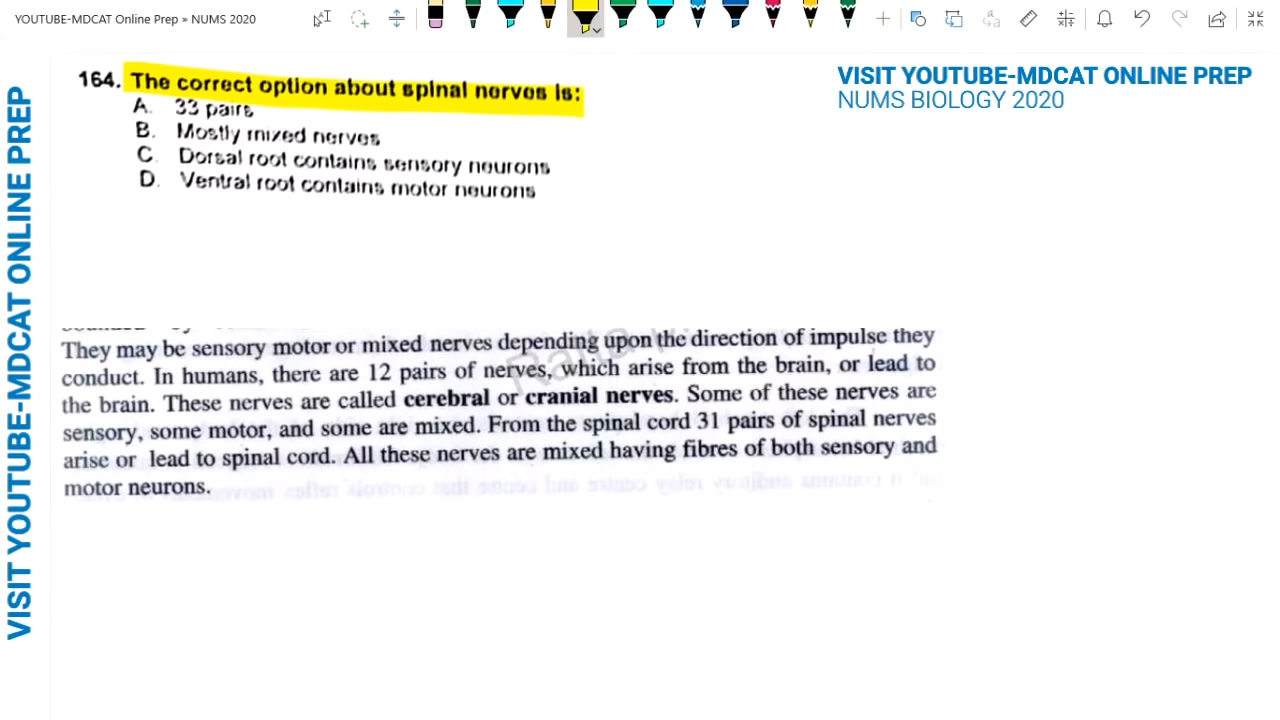 YOUTUBE-MDCAT Online Prep » NUMS 2020
VISIT YOUTUBE-MDCAT ONLINE PREP
VISIT YOUTUBE-MDCAT ONLINE PREP
NUMS BIOLOGY 2020
164. The correct option about spinal nerves is:
A. 33 pairs
B. Mostly mixed nerves
C. Dorsal root contains sensory neurons
D. Ventral root contains motor neurons
They may be sensory motor or mixed nerves depending upon the direction of impulse they
conduct. In humans, there are 12 pairs of nerves, which arise from the brain, or lead to
the brain. These nerves are called cerebral or cranial nerves. Some of these nerves are
sensory, some motor, and some are mixed. From the spinal cord 31 pairs of spinal nerves
arise or lead to spinal cord. All these nerves are mixed having fibres of both sensory and
motor neurons.